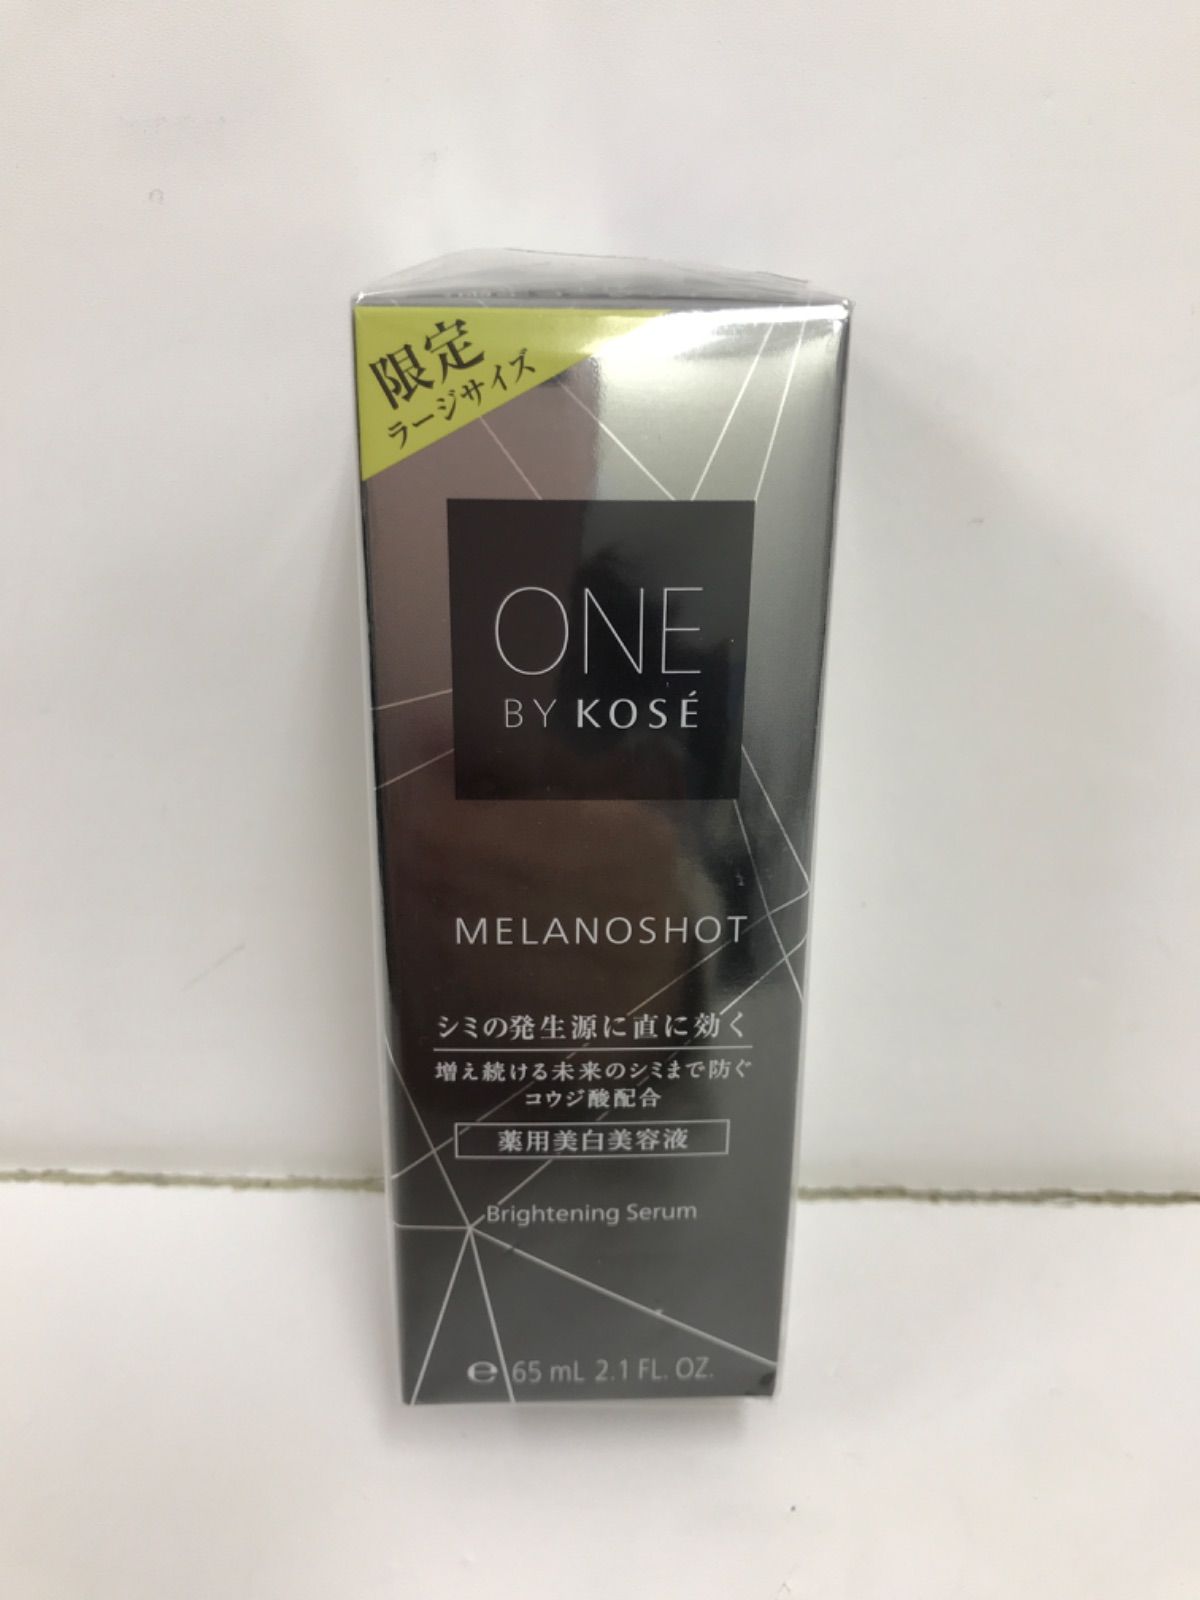 限定
ラージサイズ
ONE
BY KOSÉ
MELANOSHOT
シミの発生源に直に効く
増え続ける未来のシミまで防ぐ
コウジ酸配合
薬用美白美容液
Brightening Serum
℮ 65 mL 2.1 FL. OZ.